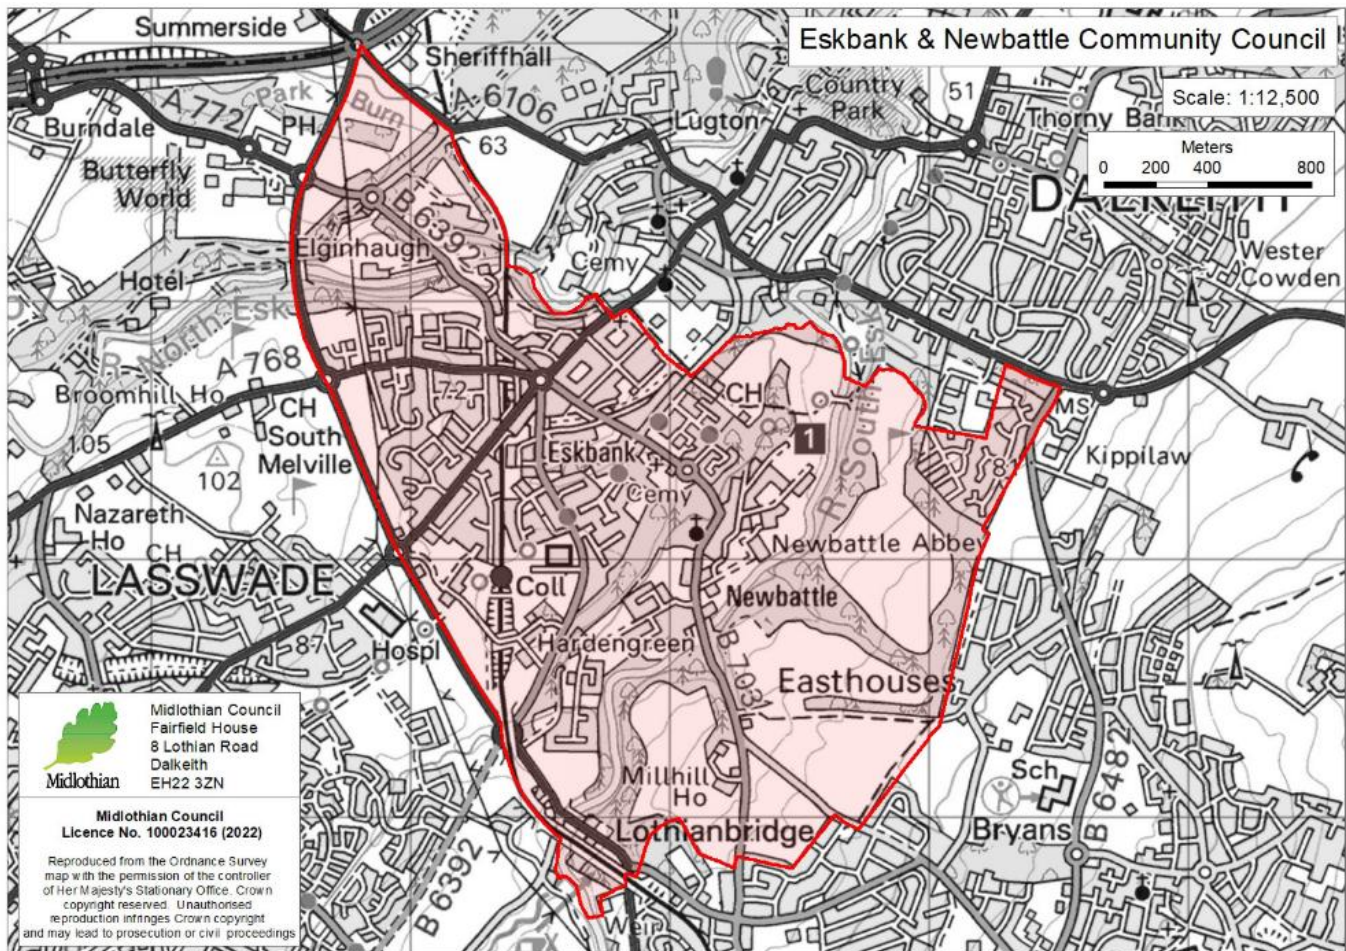 Eskbank & Newbattle Community Council
Scale: 1:12,500
Meters
0 200 400 800
Summerside
Sheriffhall
A 6106
Country
Park
51
Thorny Bank
Lugton
A 772
Park
Burn
PH
63
Burndale
Butterfly
World
DALKEITH
B 6392
Elginhaugh
Cemy
Wester
Cowden
Hotel
R North Esk
A 768
Broomhill Ho
72
CH
R South Esk
MS
CH
South
Melville
105
102
1
81
Kippilaw
Eskbank
Cemy
Nazareth
Ho
CH
LASSWADE
Newbattle Abbey
Coll
Newbattle
Hospl
87
Hardengreen
B 7031
Easthouses
Millhill
Ho
Sch
B 6482
Lothianbridge
Bryans
B 6392
Weir
Midlothian
Midlothian Council
Fairfield House
8 Lothian Road
Dalkeith
EH22 3ZN
Midlothian Council
Licence No. 100023416 (2022)
Reproduced from the Ordnance Survey
map with the permission of the controller
of Her Majesty's Stationary Office. Crown
copyright reserved. Unauthorised
reproduction infringes Crown copyright
and may lead to prosecution or civil proceedings